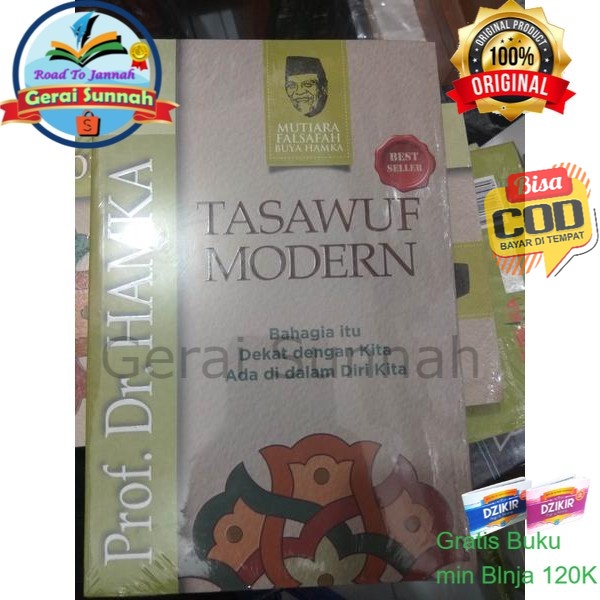 Road To Jannah
Gerai Sunnah
ORIGINAL PRODUCT
100%
ORIGINAL
MUTIARA
FALSAFAH
BUYA HAMKA
BEST
SELLER
Bisa
COD
BAYAR DI TEMPAT
Prof. Dr. HAMKA
TASAWUF
MODERN
Bahagia itu
Dekat dengan Kita
Ada di dalam Diri Kita
Gerai Sunnah
DZIKIR
DZIKIR
Gratis Buku
min Blnja 120K